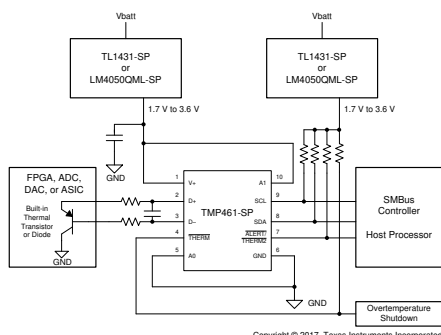 Vbatt
Vbatt
TL1431-SP
or
LM4050QML-SP
TL1431-SP
or
LM4050QML-SP
1.7 V to 3.6 V
1.7 V to 3.6 V
GND
FPGA, ADC,
DAC, or ASIC
Built-in
Thermal
Transistor
or Diode
GND
1
2
3
4
5
V+
D+
D–
THERM
A0
TMP461-SP
A1
SCL
SDA
ALERT/
THERM2
GND
10
9
8
7
6
SMBus
Controller
Host Processor
GND
Overtemperature
Shutdown
Copyright © 2017, Texas Instruments Incorporated